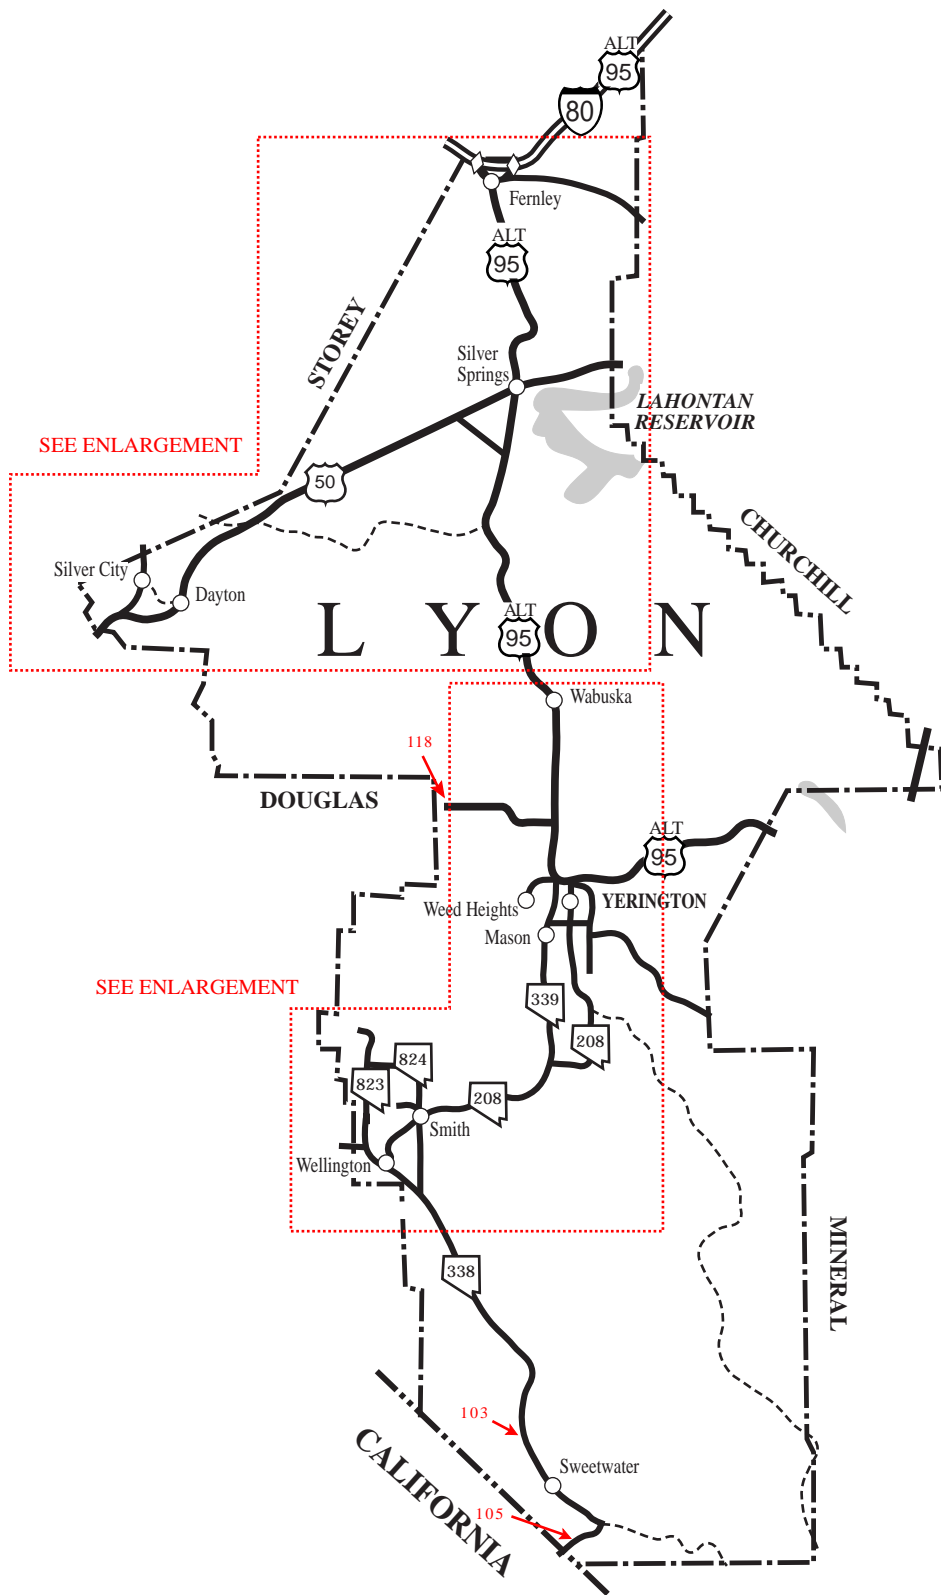 ALT
95
80
Fernley
ALT
95
STOREY
Silver
Springs
LAHONTAN
RESERVOIR
SEE ENLARGEMENT
50
CHURCHILL
Silver City
Dayton
LYON
ALT
95
Wabuska
118
DOUGLAS
ALT
95
Weed Heights
YERINGTON
Mason
SEE ENLARGEMENT
339
208
824
823
208
Smith
Wellington
MINERAL
338
103
CALIFORNIA
Sweetwater
105